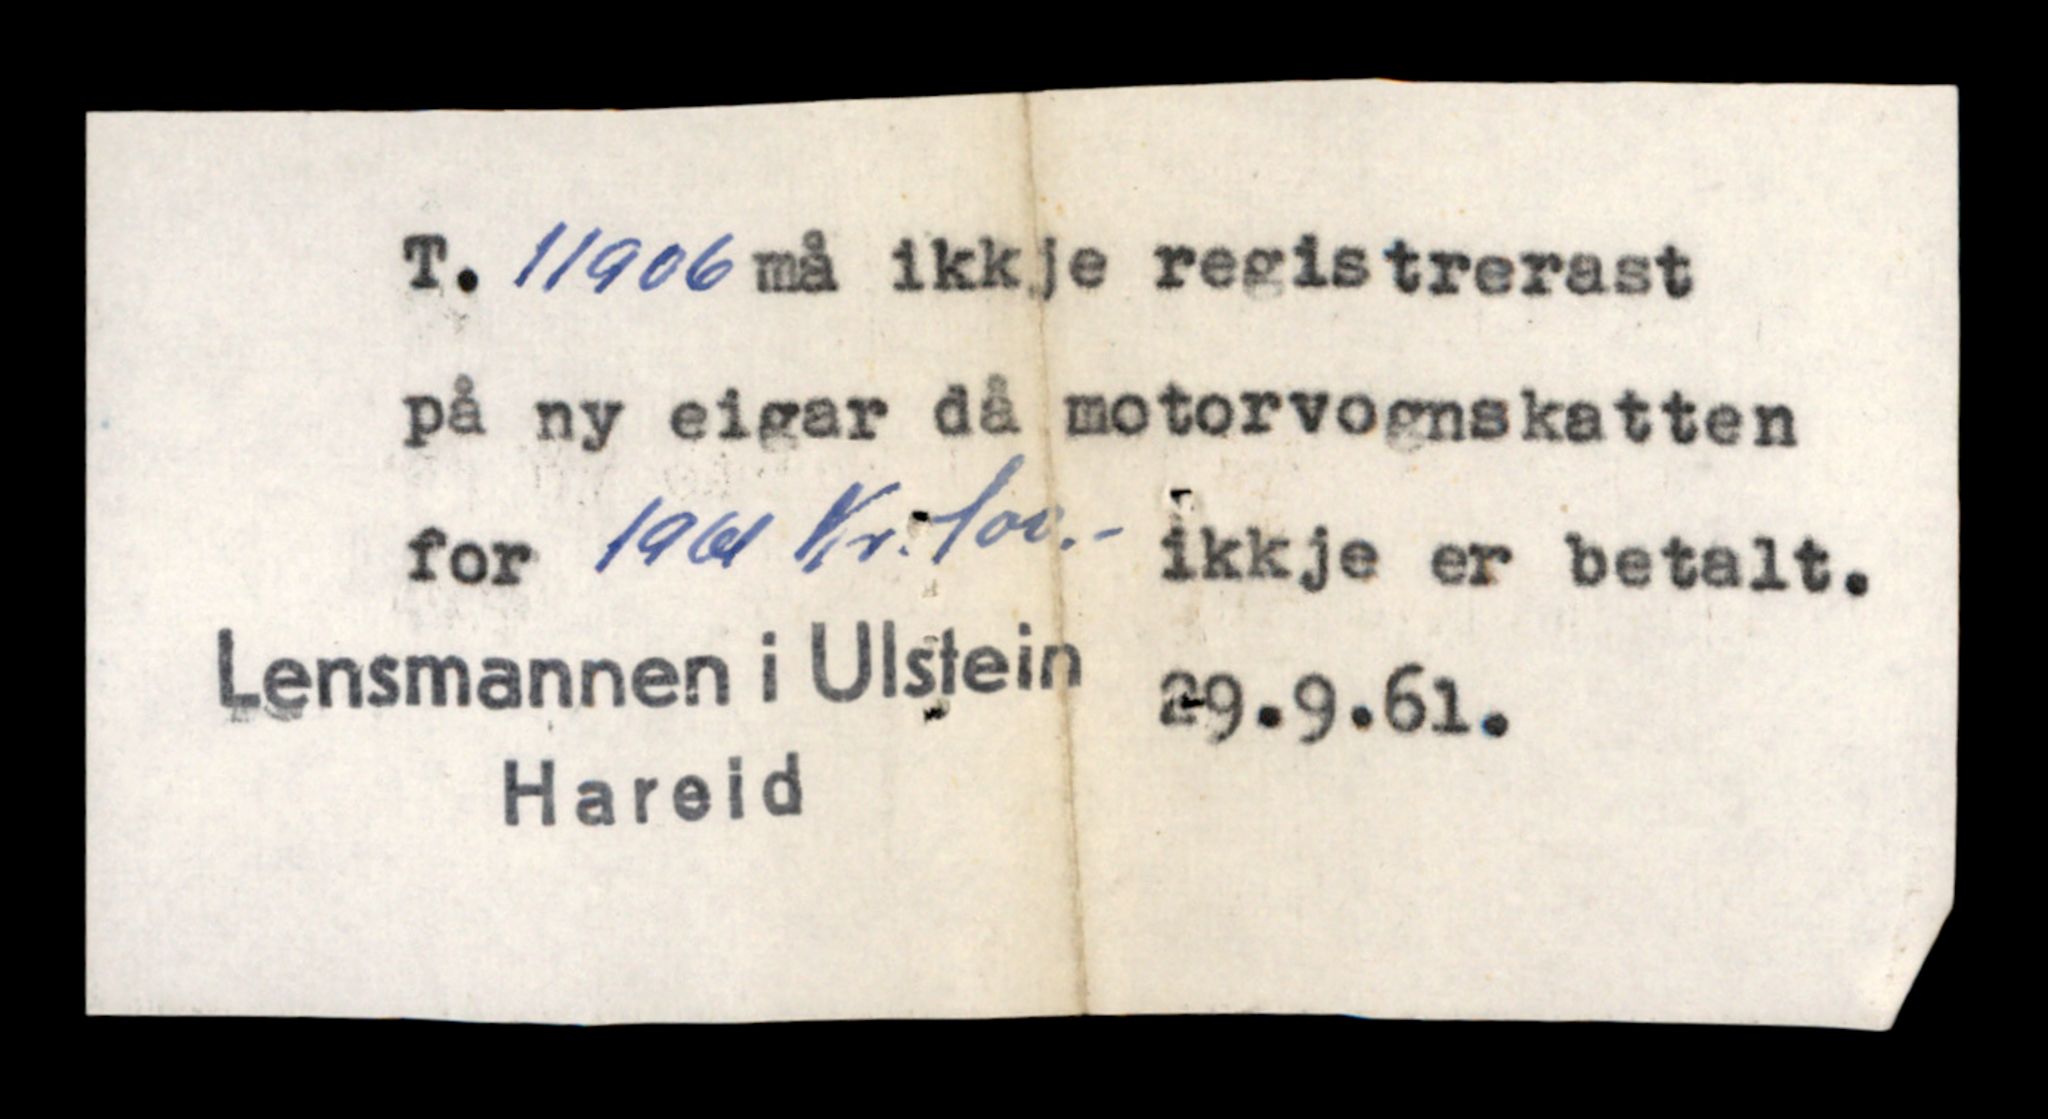 T. 11906 må ikkje registrerast
på ny eigar då motorvognskatten
for 1961 Kr. 100.- ikkje er betalt.
Lensmannen i Ulstein 29.9.61.
Hareid